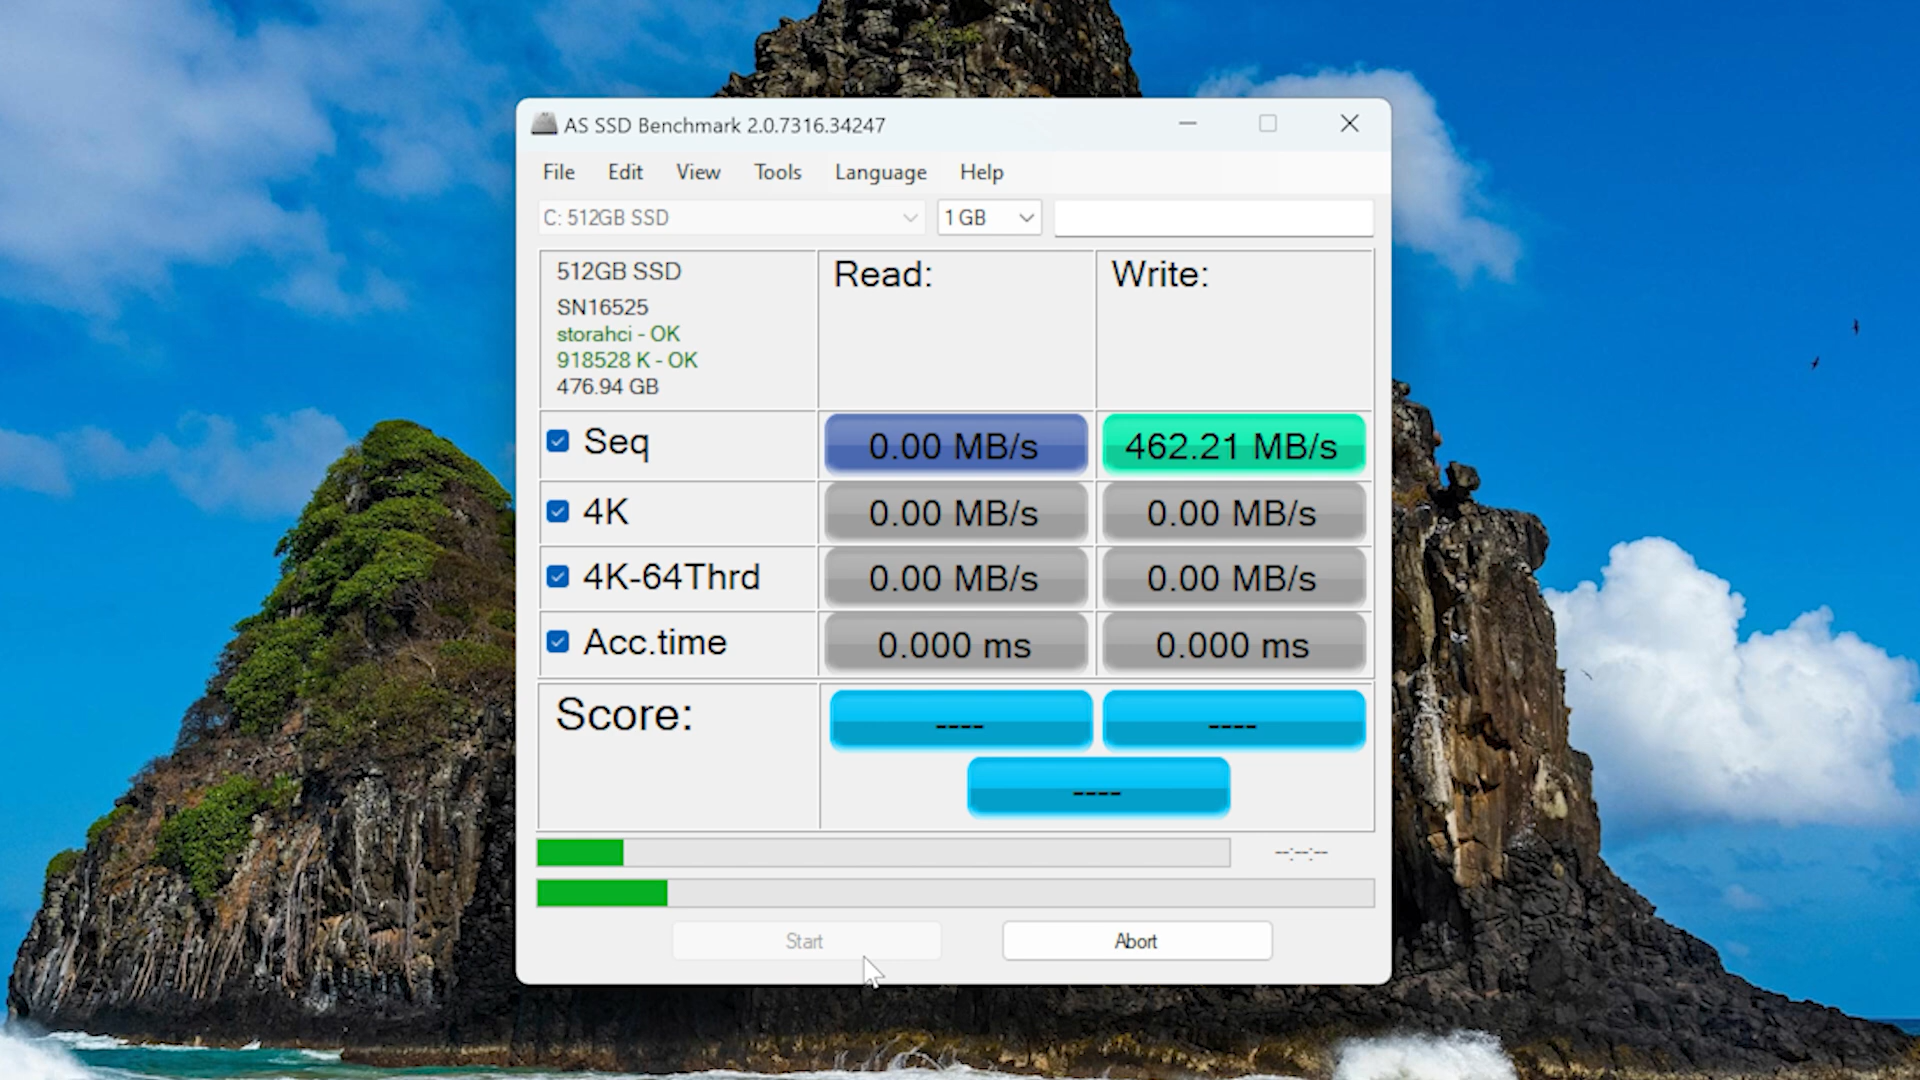 AS SSD Benchmark 2.0.7316.34247
File Edit View Tools Language Help
C: 512GB SSD 1 GB
512GB SSD
SN16525
storahci - OK
918528 K - OK
476.94 GB
Read: Write:
Seq 0.00 MB/s 462.21 MB/s
4K 0.00 MB/s 0.00 MB/s
4K-64Thrd 0.00 MB/s 0.00 MB/s
Acc.time 0.000 ms 0.000 ms
Score: ---- ----
----
--:--:--
Start Abort